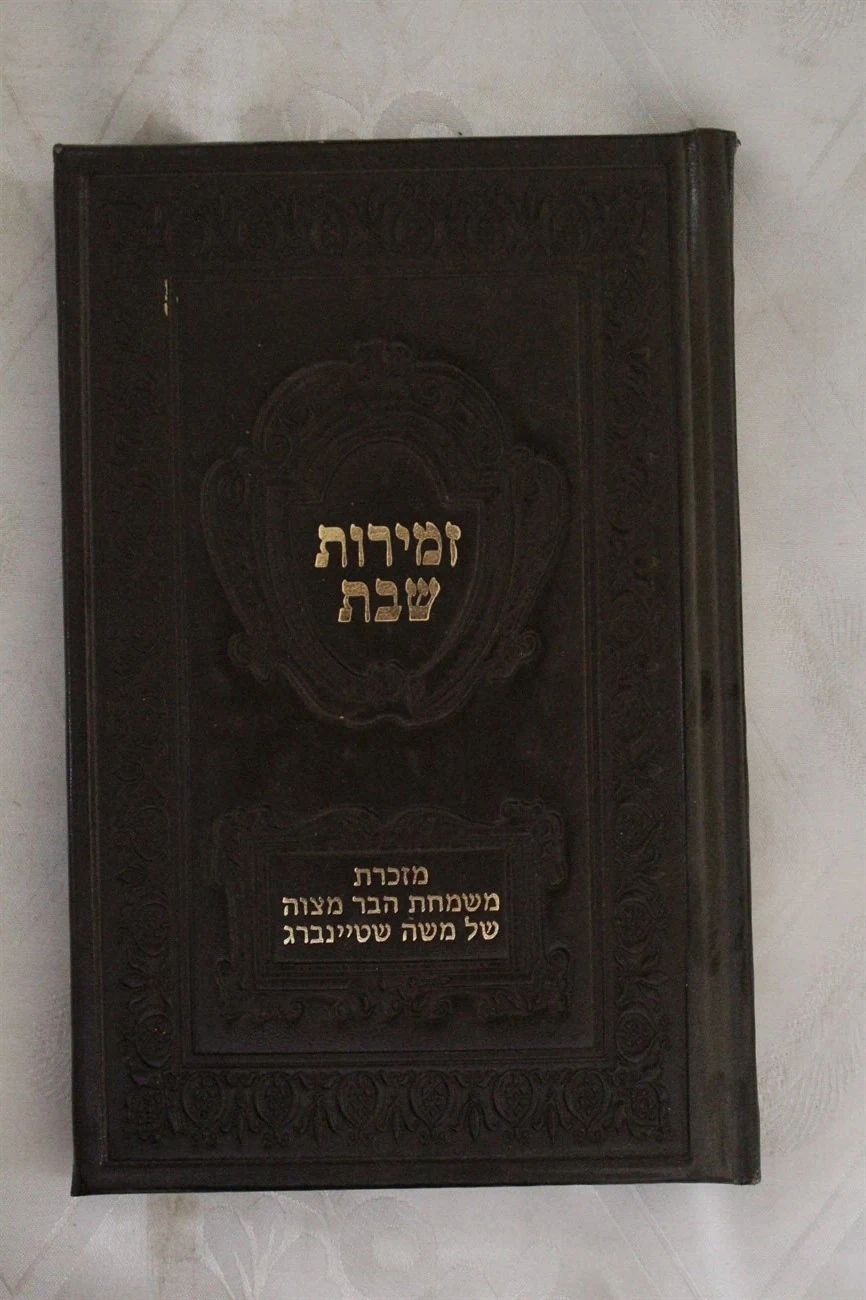 זמירות
שבת
מזכרת
משמחת הבר מצוה
של משה שטיינברג